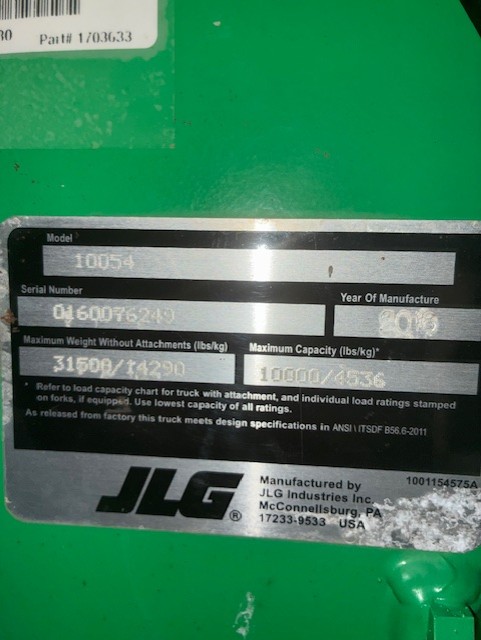 Part# 1703633
Model
10054
Serial Number
Year Of Manufacture
0160076249
Maximum Weight Without Attachments (lbs/kg)
Maximum Capacity (lbs/kg)*
31500/14290
10000/4536
* Refer to load capacity chart for truck with attachment, and individual load ratings stamped
on forks, if equipped. Use lowest capacity of all ratings.
As released from factory this truck meets design specifications in ANSI \ ITSDF B56.6-2011
JLG®
Manufactured by
JLG Industries Inc.
McConnellsburg, PA
17233-9533 USA
1001154575A